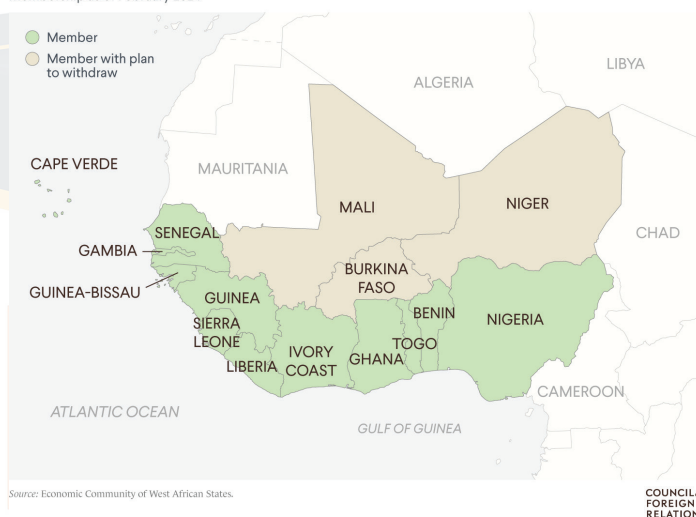 Member
Member with plan
to withdraw
LIBYA
ALGERIA
CAPE VERDE
MAURITANIA
MALI
NIGER
SENEGAL
CHAD
GAMBIA
BURKINA
FASO
GUINEA-BISSAU
GUINEA
BENIN
NIGERIA
SIERRA
LEONE
TOGO
IVORY
COAST
GHANA
LIBERIA
CAMEROON
ATLANTIC OCEAN
GULF OF GUINEA
Source: Economic Community of West African States.
FOREIGN